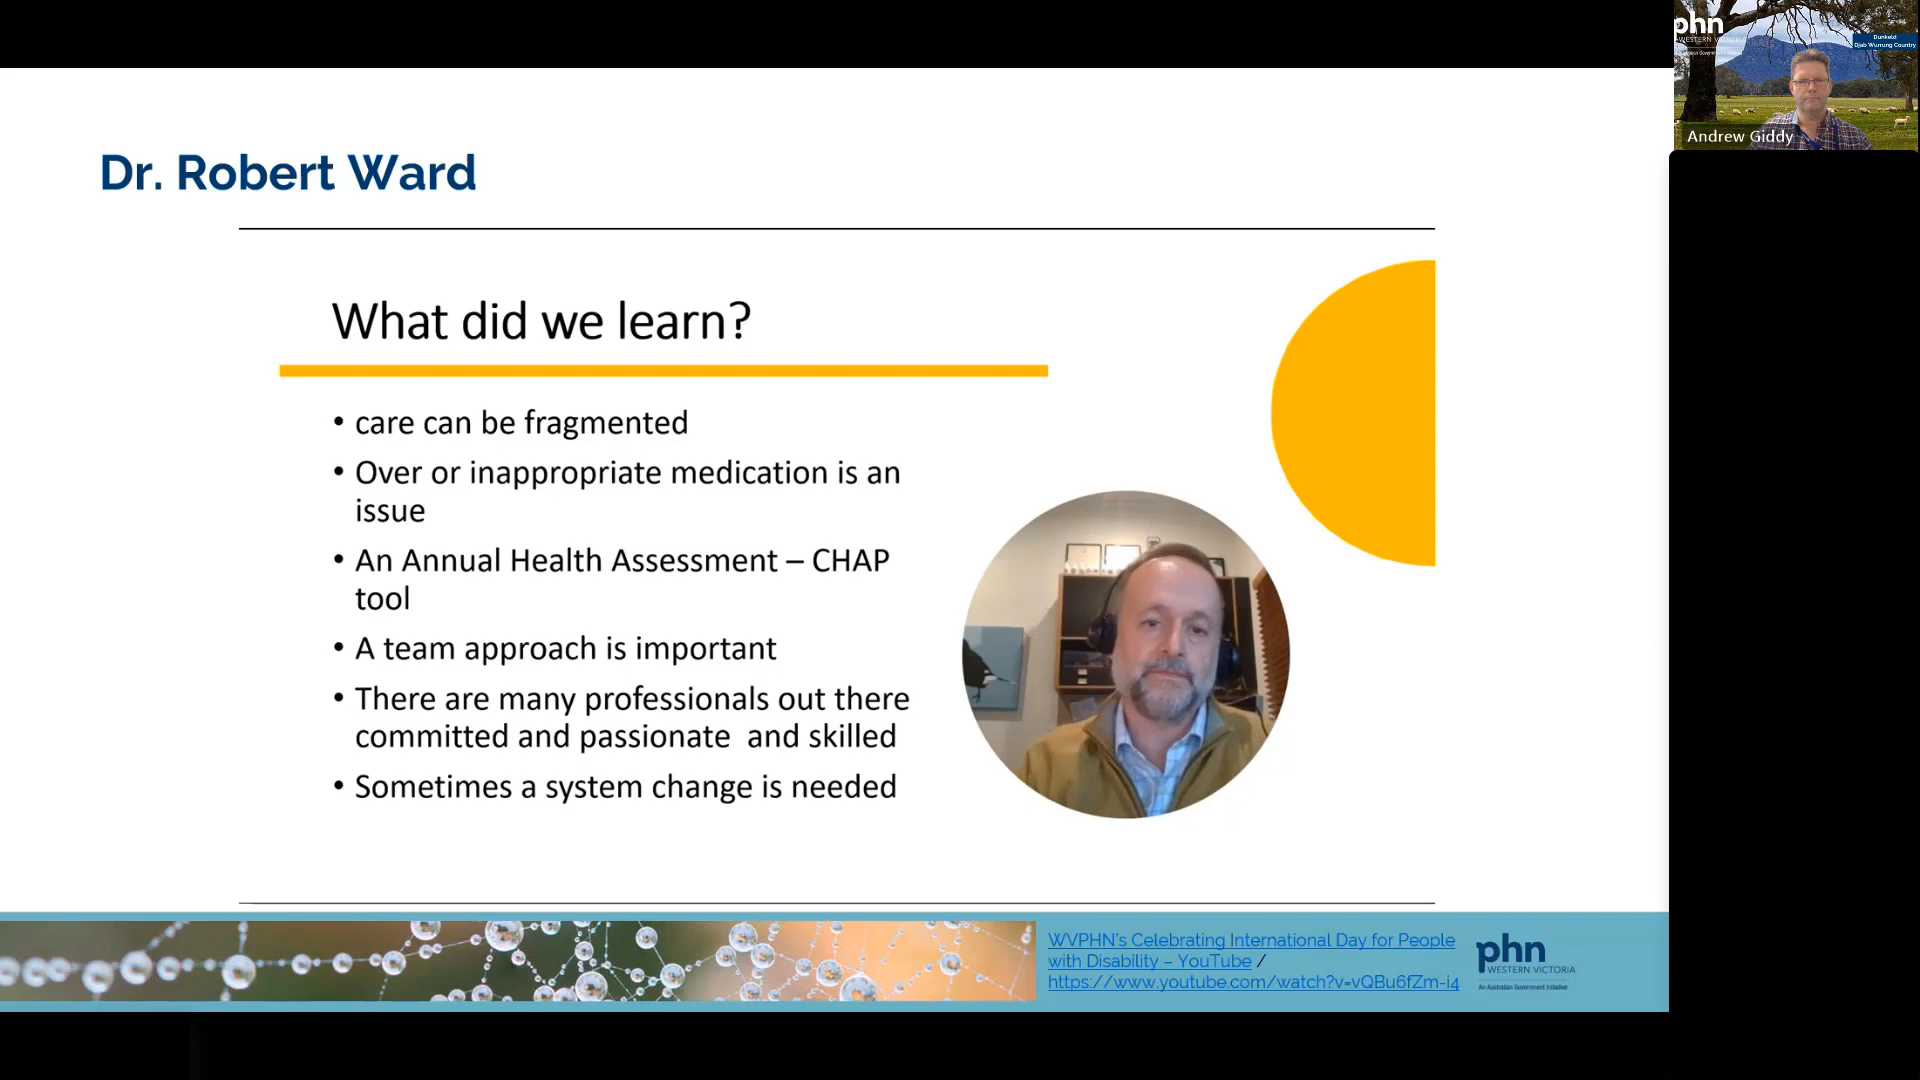 Dr. Robert Ward
What did we learn?
• care can be fragmented
• Over or inappropriate medication is an
issue
• An Annual Health Assessment – CHAP
tool
• A team approach is important
• There are many professionals out there
committed and passionate  and skilled
• Sometimes a system change is needed
WVPHN's Celebrating International Day for People
with Disability – YouTube /
https://www.youtube.com/watch?v=vQBu6fZm-i4
phn
WESTERN VICTORIA
An Australian Government Initiative
phn
WESTERN VICTORIA
Dunkeld
Djab Wurrung Country
Andrew Giddy